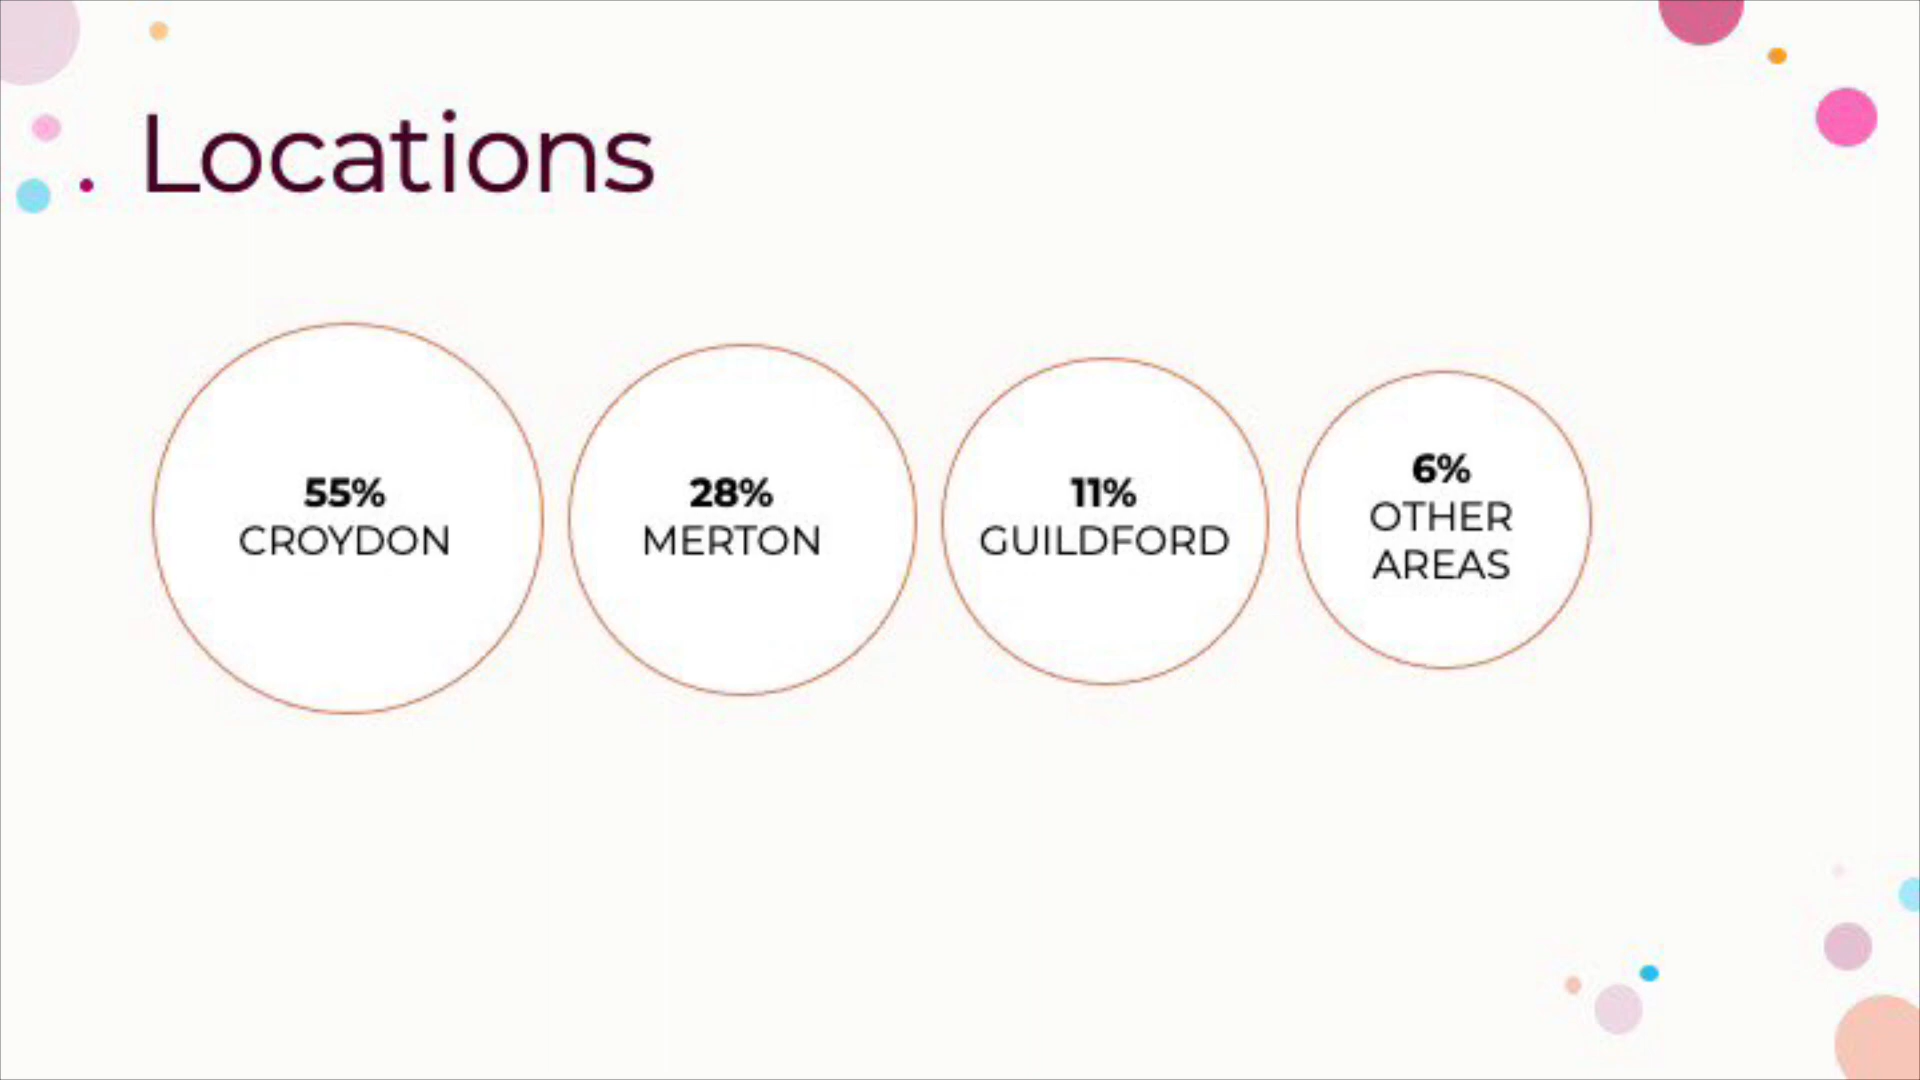 Locations
55%
CROYDON
28%
MERTON
11%
GUILDFORD
6%
OTHER
AREAS